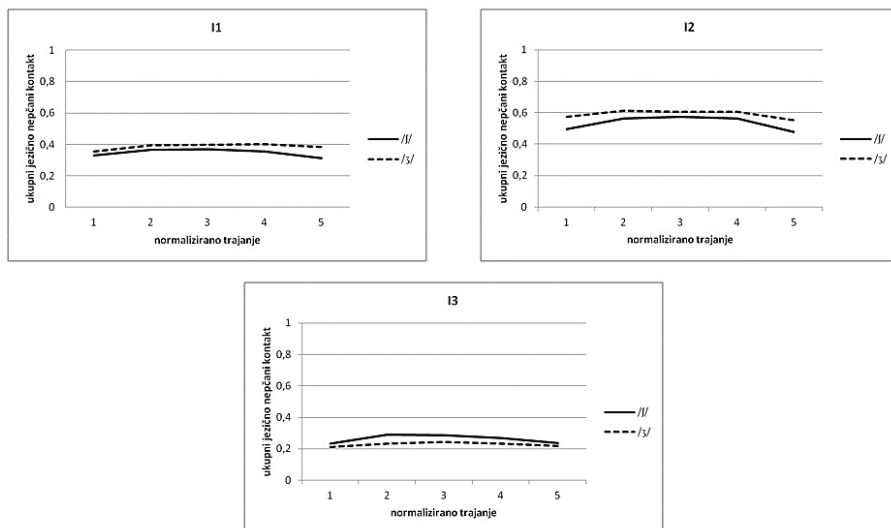 I1
ukupni jezično nepčani kontakt
1
0,8
0,6
0,4
0,2
0
1 2 3 4 5
normalizirano trajanje
/ʃ/
/ʒ/
I2
ukupni jezično nepčani kontakt
1
0,8
0,6
0,4
0,2
0
1 2 3 4 5
normalizirano trajanje
/ʃ/
/ʒ/
I3
ukupni jezično nepčani kontakt
1
0,8
0,6
0,4
0,2
0
1 2 3 4 5
normalizirano trajanje
/ʃ/
/ʒ/